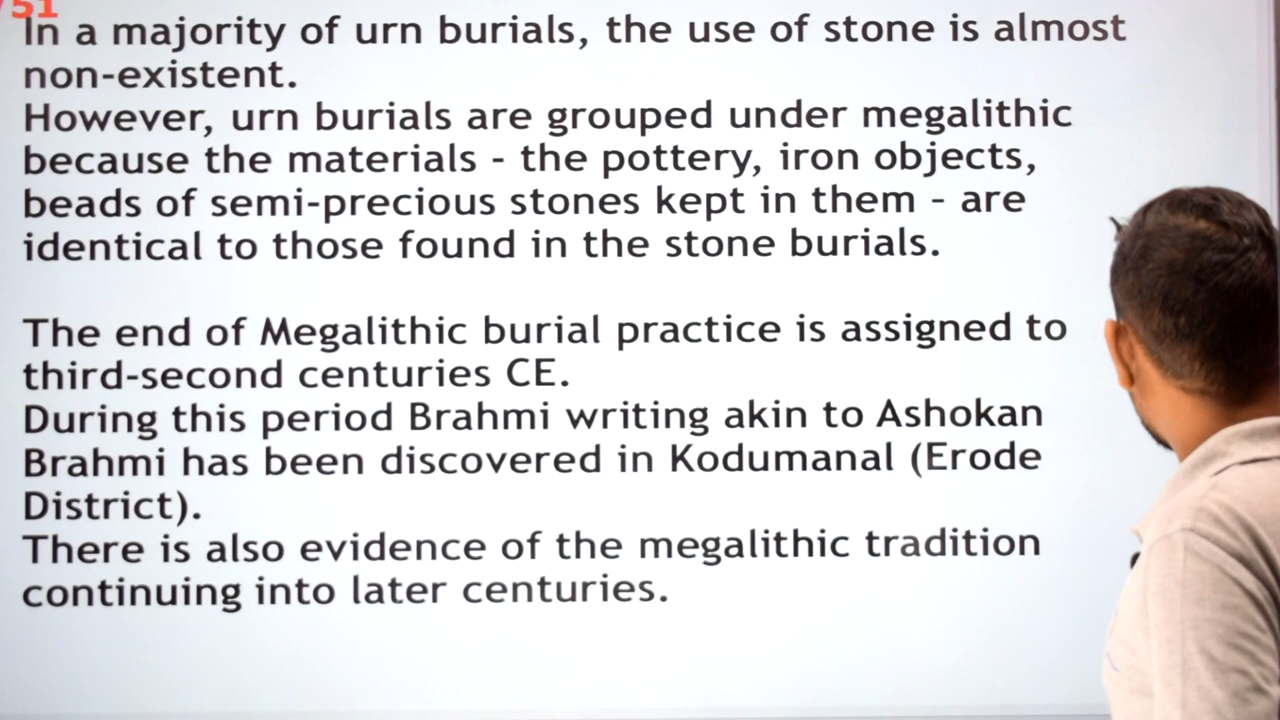 /51
In a majority of urn burials, the use of stone is almost
non-existent.
However, urn burials are grouped under megalithic
because the materials - the pottery, iron objects,
beads of semi-precious stones kept in them - are
identical to those found in the stone burials.
The end of Megalithic burial practice is assigned to
third-second centuries CE.
During this period Brahmi writing akin to Ashokan
Brahmi has been discovered in Kodumanal (Erode
District).
There is also evidence of the megalithic tradition
continuing into later centuries.